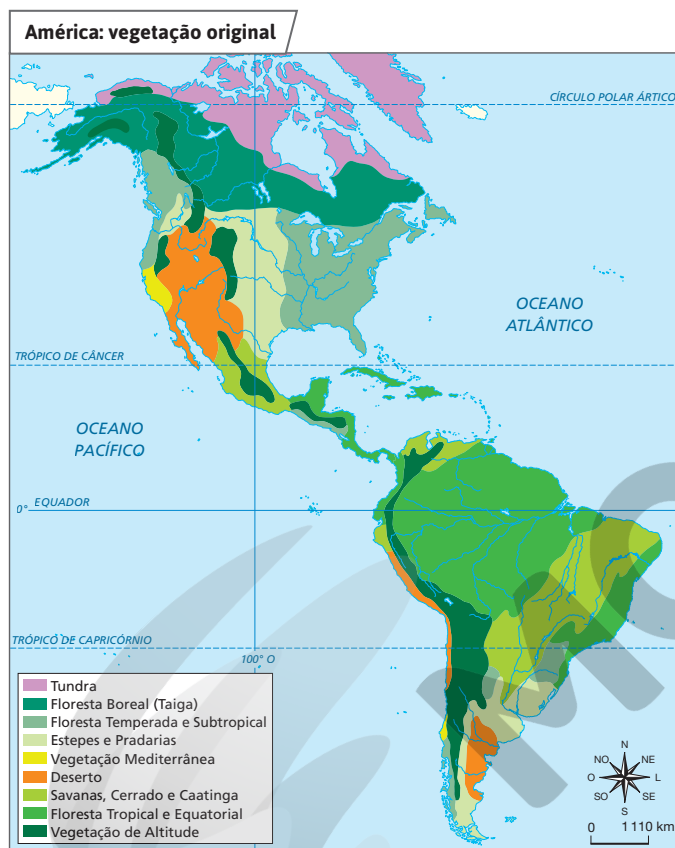 América: vegetação original
CÍRCULO POLAR ÁRTICO
OCEANO
ATLÂNTICO
TRÓPICO DE CÂNCER
OCEANO
PACÍFICO
0° EQUADOR
TRÓPICO DE CAPRICÓRNIO
100° O
Tundra
Floresta Boreal (Taiga)
Floresta Temperada e Subtropical
Estepes e Pradarias
Vegetação Mediterrânea
Deserto
Savanas, Cerrado e Caatinga
Floresta Tropical e Equatorial
Vegetação de Altitude
N
NO NE
O L
SO SE
S
0 1 110 km